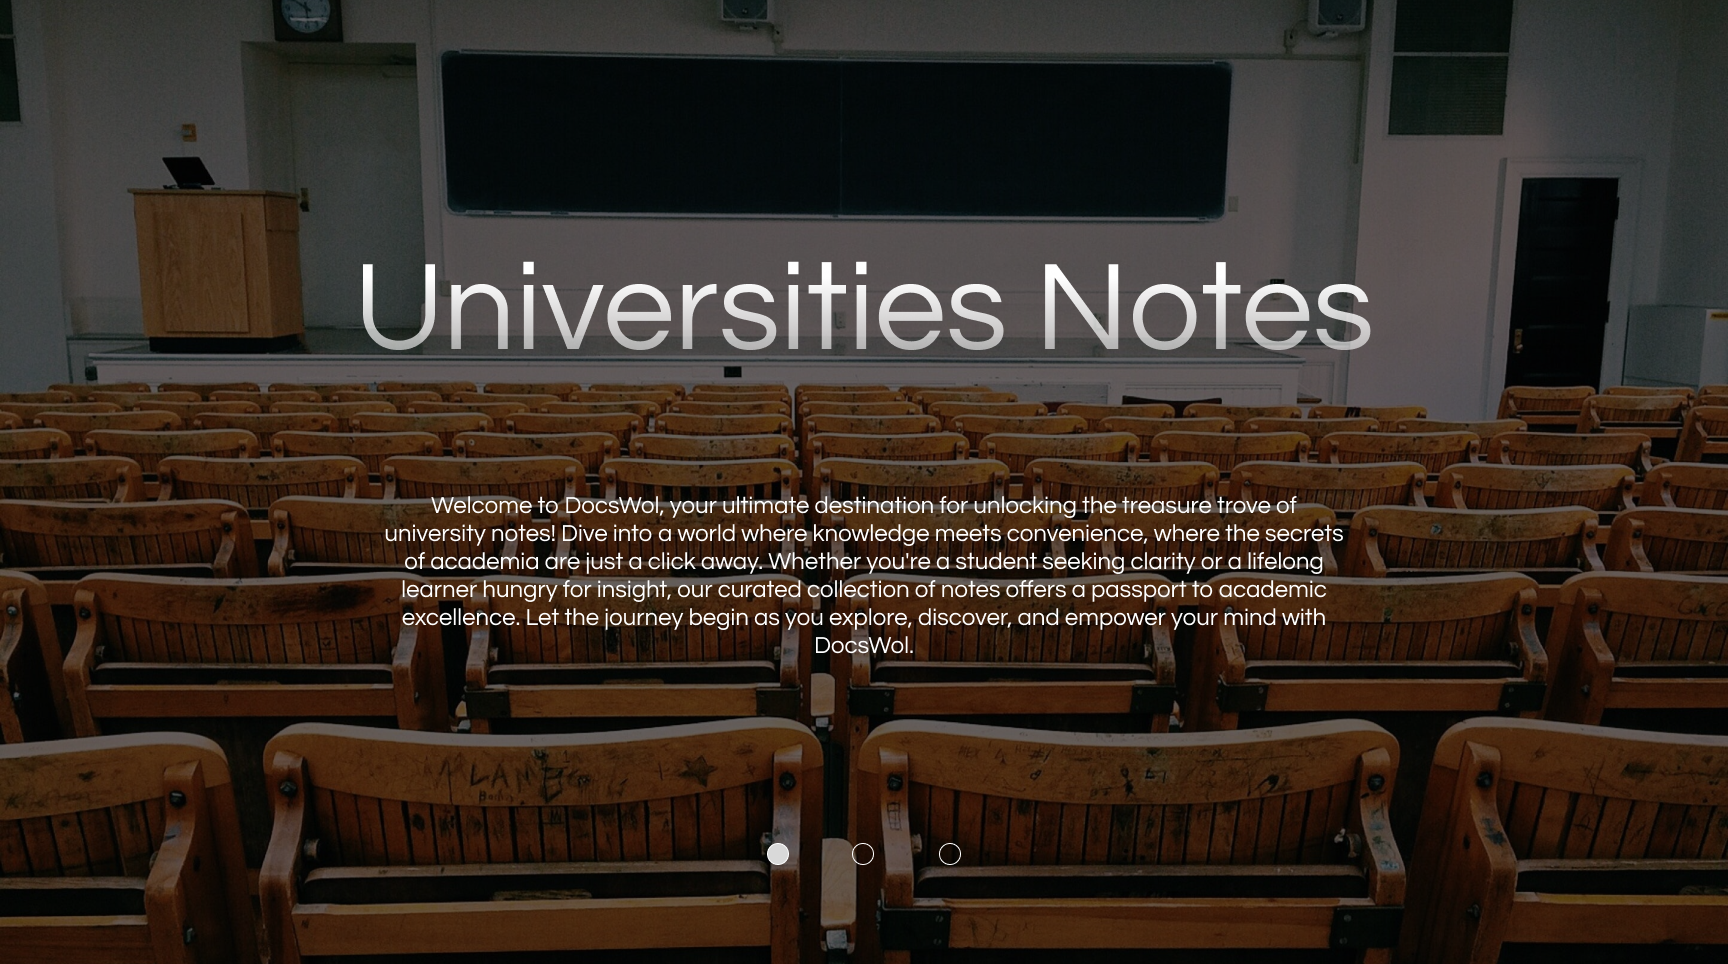 Universities Notes
Welcome to DocsWol, your ultimate destination for unlocking the treasure trove of
university notes! Dive into a world where knowledge meets convenience, where the secrets
of academia are just a click away. Whether you're a student seeking clarity or a lifelong
learner hungry for insight, our curated collection of notes offers a passport to academic
excellence. Let the journey begin as you explore, discover, and empower your mind with
DocsWol.